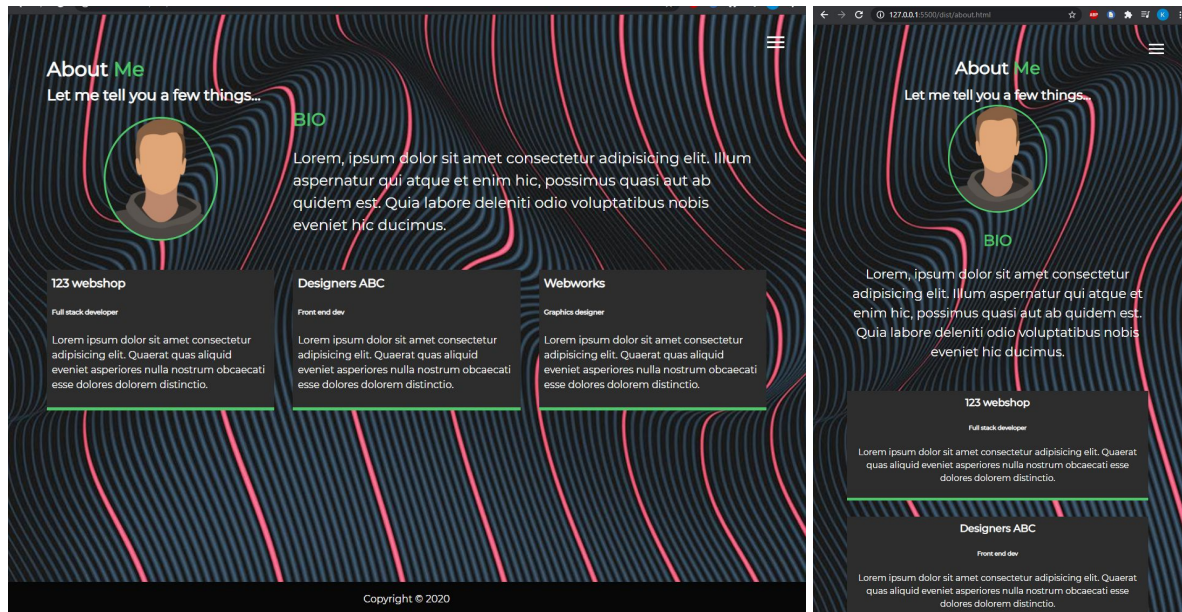 About Me
Let me tell you a few things...
BIO
Lorem, ipsum dolor sit amet consectetur adipisicing elit. Illum
aspernatur qui atque et enim hic, possimus quasi aut ab
quidem est. Quia labore deleniti odio voluptatibus nobis
eveniet hic ducimus.
123 webshop
Full stack developer
Lorem ipsum dolor sit amet consectetur
adipisicing elit. Quaerat quas aliquid
eveniet asperiores nulla nostrum obcaecati
esse dolores dolorem distinctio.
Designers ABC
Front end dev
Lorem ipsum dolor sit amet consectetur
adipisicing elit. Quaerat quas aliquid
eveniet asperiores nulla nostrum obcaecati
esse dolores dolorem distinctio.
Webworks
Graphics designer
Lorem ipsum dolor sit amet consectetur
adipisicing elit. Quaerat quas aliquid
eveniet asperiores nulla nostrum obcaecati
esse dolores dolorem distinctio.
Copyright © 2020
127.0.0.1:5500/dist/about.html
ABP
K
About Me
Let me tell you a few things...
BIO
Lorem, ipsum dolor sit amet consectetur
adipisicing elit. Illum aspernatur qui atque et
enim hic, possimus quasi aut ab quidem est.
Quia labore deleniti odio voluptatibus nobis
eveniet hic ducimus.
123 webshop
Full stack developer
Lorem ipsum dolor sit amet consectetur adipisicing elit. Quaerat
quas aliquid eveniet asperiores nulla nostrum obcaecati esse
dolores dolorem distinctio.
Designers ABC
Front end dev
Lorem ipsum dolor sit amet consectetur adipisicing elit. Quaerat
quas aliquid eveniet asperiores nulla nostrum obcaecati esse
dolores dolorem distinctio.